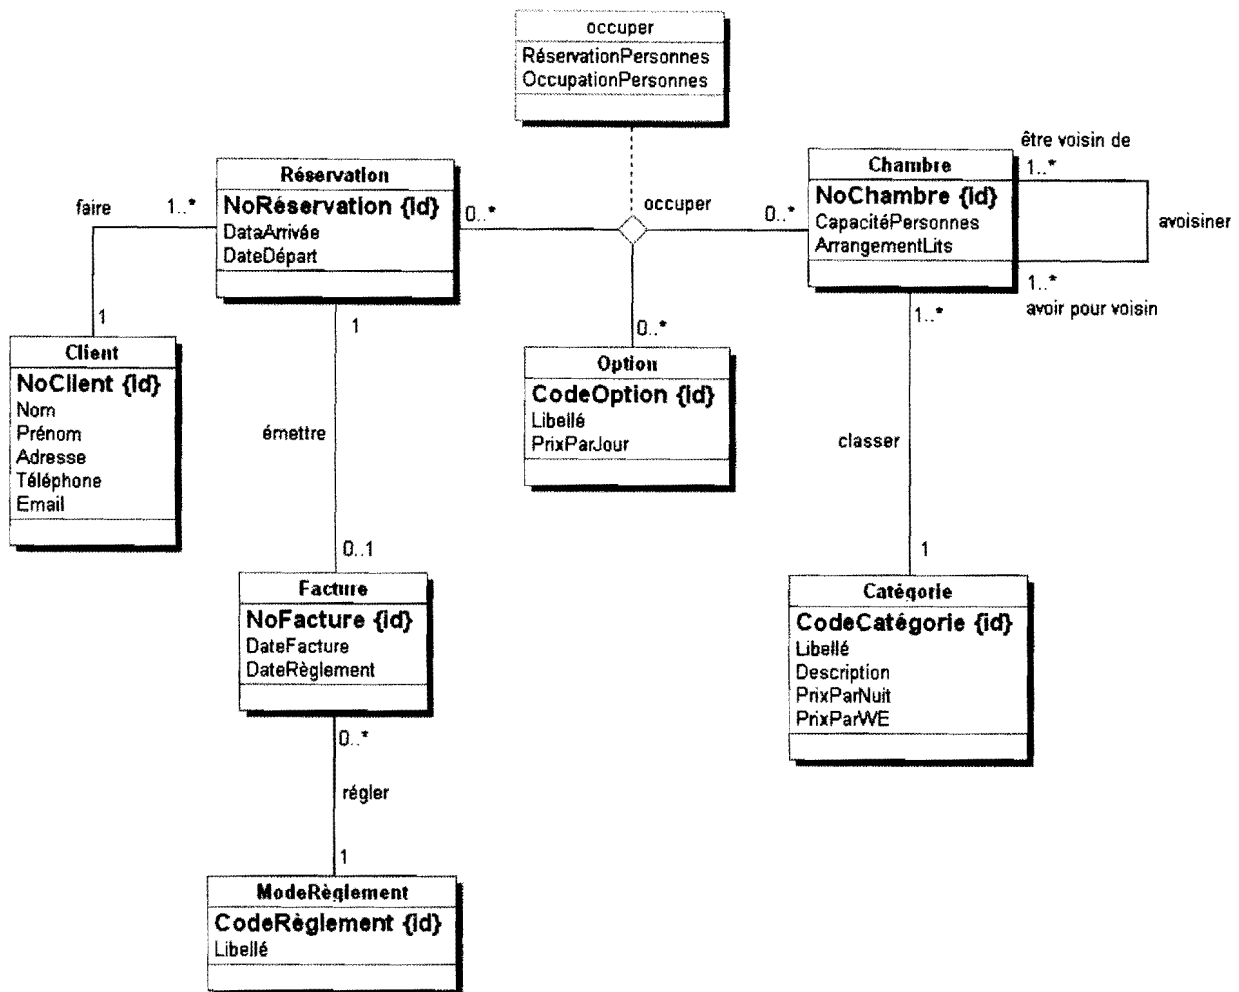 occuper
RéservationPersonnes
OccupationPersonnes
être voisin de
1..*
Chambre
NoChambre {id}
CapacitéPersonnes
ArrangementLits
avoisiner
1..*
avoir pour voisin
Réservation
NoRéservation {id}
DataArrivée
DateDépart
faire
1..*
0..*
occuper
0..*
1
1
0..*
1..*
Client
NoClient {id}
Nom
Prénom
Adresse
Téléphone
Email
Option
CodeOption {id}
Libellé
PrixParJour
émettre
classer
0..1
1
Facture
NoFacture {id}
DateFacture
DateRèglement
Catégorie
CodeCatégorie {id}
Libellé
Description
PrixParNuit
PrixParWE
0..*
régler
1
ModeRèglement
CodeRèglement {id}
Libellé